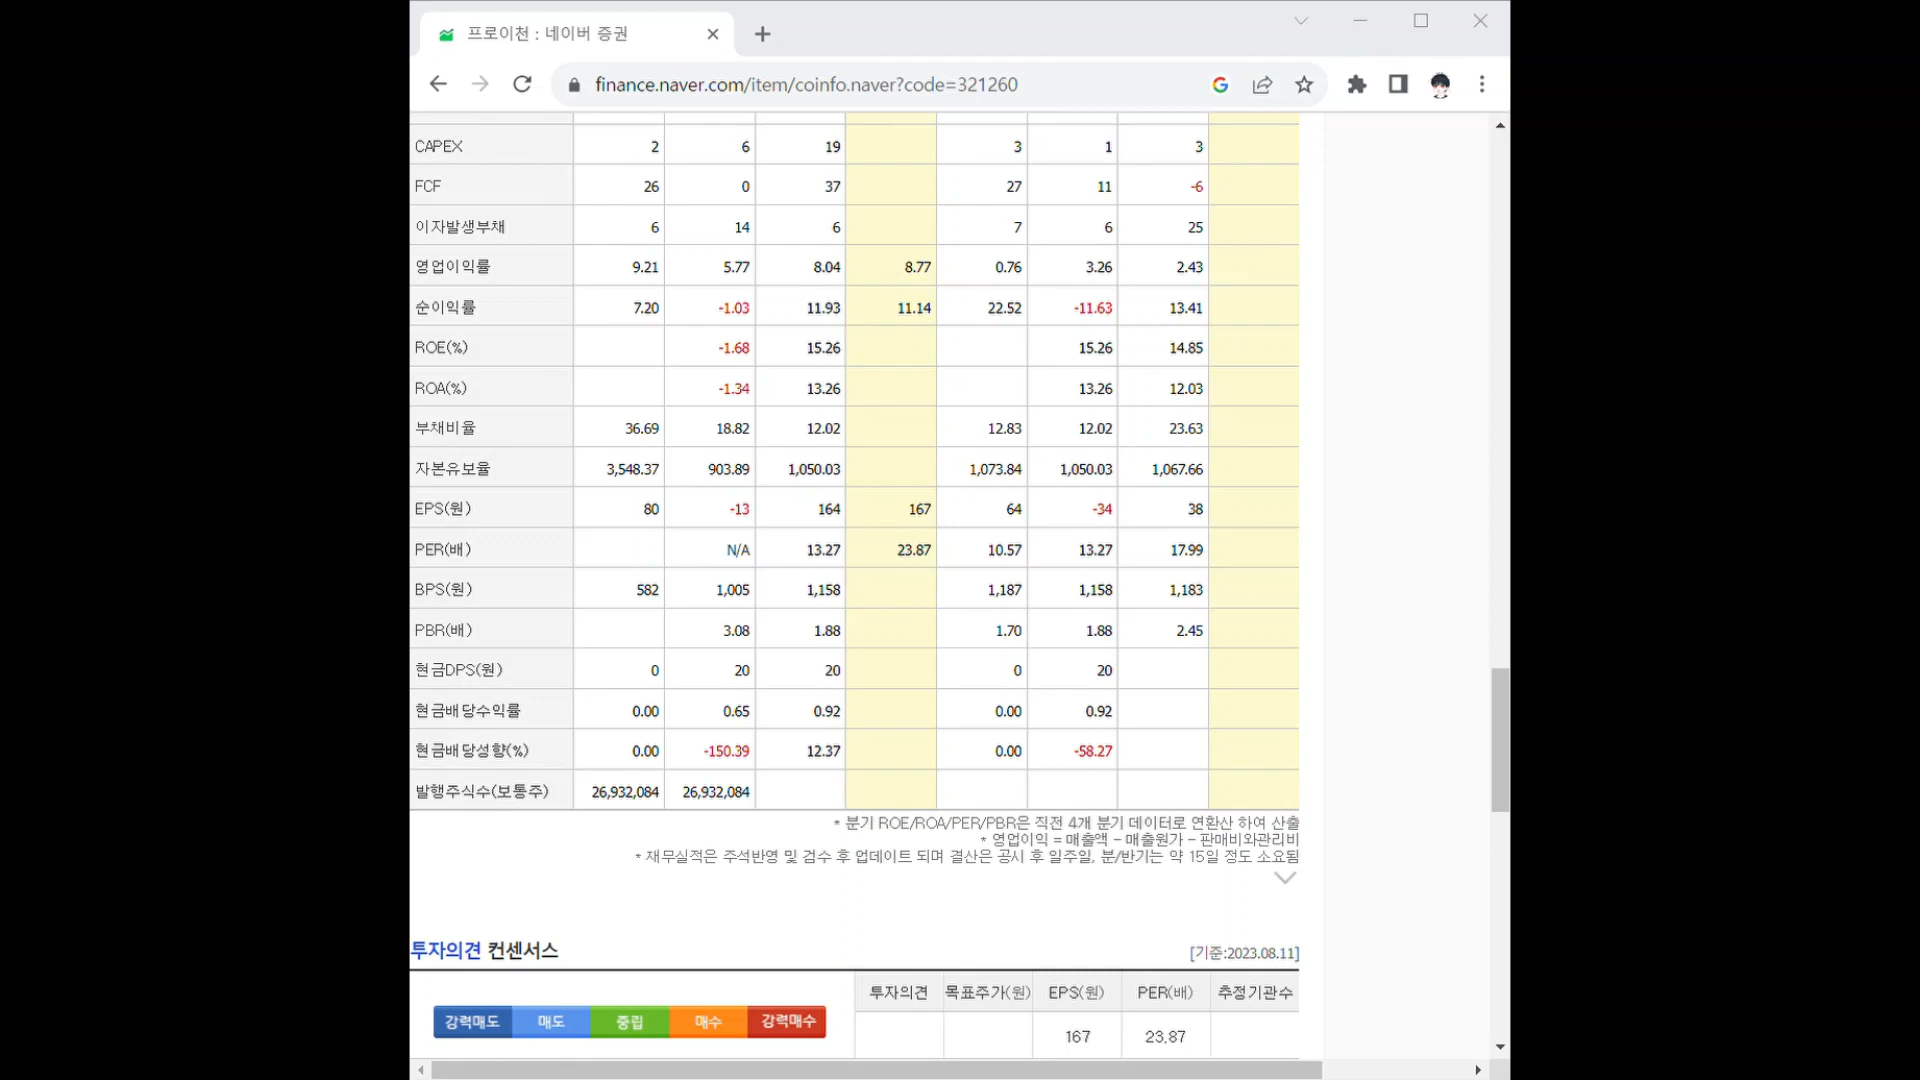 프로이천 : 네이버 증권
finance.naver.com/item/coinfo.naver?code=321260
CAPEX 2 6 19 3 1 3
FCF 26 0 37 27 11 -6
이자발생부채 6 14 6 7 6 25
영업이익률 9.21 5.77 8.04 8.77 0.76 3.26 2.43
순이익률 7.20 -1.03 11.93 11.14 22.52 -11.63 13.41
ROE(%) -1.68 15.26 15.26 14.85
ROA(%) -1.34 13.26 13.26 12.03
부채비율 36.69 18.82 12.02 12.83 12.02 23.63
자본유보율 3,548.37 903.89 1,050.03 1,073.84 1,050.03 1,067.66
EPS(원) 80 -13 164 167 64 -34 38
PER(배) N/A 13.27 23.87 10.57 13.27 17.99
BPS(원) 582 1,005 1,158 1,187 1,158 1,183
PBR(배) 3.08 1.88 1.70 1.88 2.45
현금DPS(원) 0 20 20 0 20
현금배당수익률 0.00 0.65 0.92 0.00 0.92
현금배당성향(%) 0.00 -150.39 12.37 0.00 -58.27
발행주식수(보통주) 26,932,084 26,932,084
* 분기 ROE/ROA/PER/PBR은 직전 4개 분기 데이터로 연환산 하여 산출
* 영업이익 = 매출액 - 매출원가 - 판매비와관리비
* 재무실적은 주석반영 및 검수 후 업데이트 되며 결산은 공시 후 일주일, 분/반기는 약 15일 정도 소요됨
투자의견 컨센서스 [기준:2023.08.11]
투자의견 목표주가(원) EPS(원) PER(배) 추정기관수
강력매도 매도 중립 매수 강력매수
167 23.87